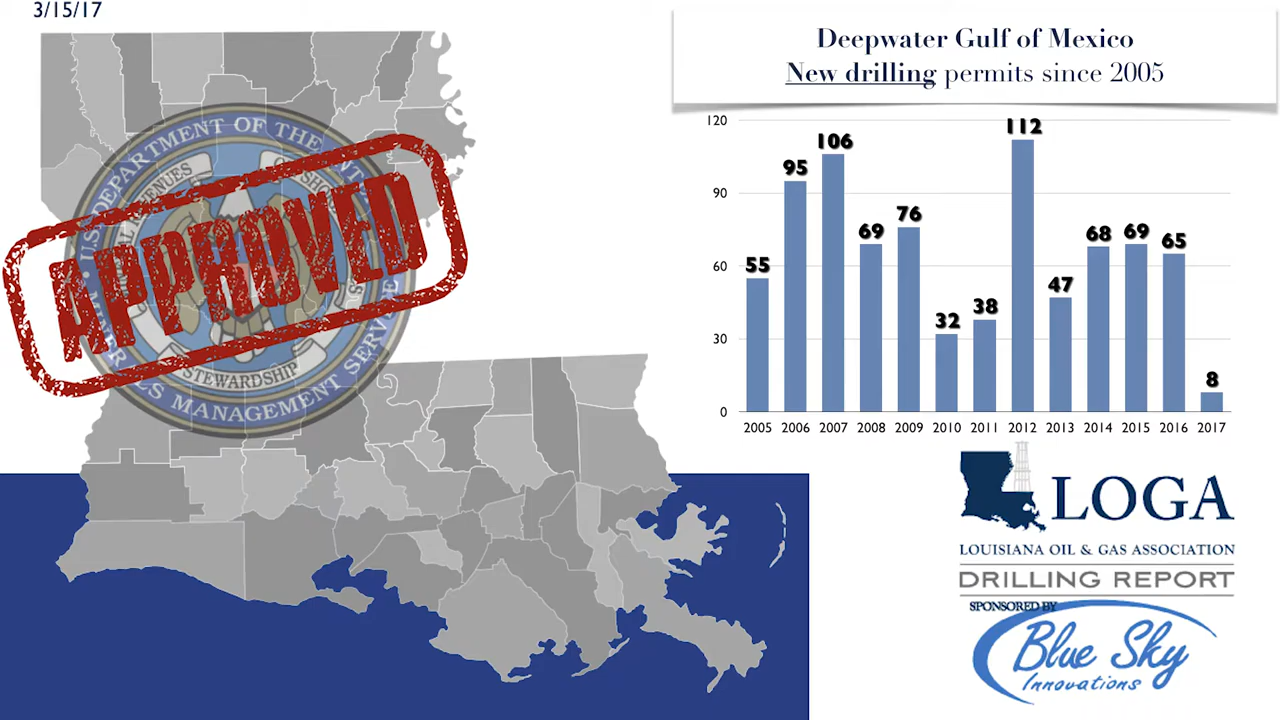 3/15/17
U.S. DEPARTMENT OF THE INT
REVENUES
MANAGEMENT SERVICE
STEWARDSHIP
APPROVED
Deepwater Gulf of Mexico
New drilling permits since 2005
120
90
60
30
0
55
95
106
69
76
32
38
112
47
68
69
65
8
2005 2006 2007 2008 2009 2010 2011 2012 2013 2014 2015 2016 2017
LOGA
LOUISIANA OIL & GAS ASSOCIATION
DRILLING REPORT
SPONSORED BY
Blue Sky
Innovations